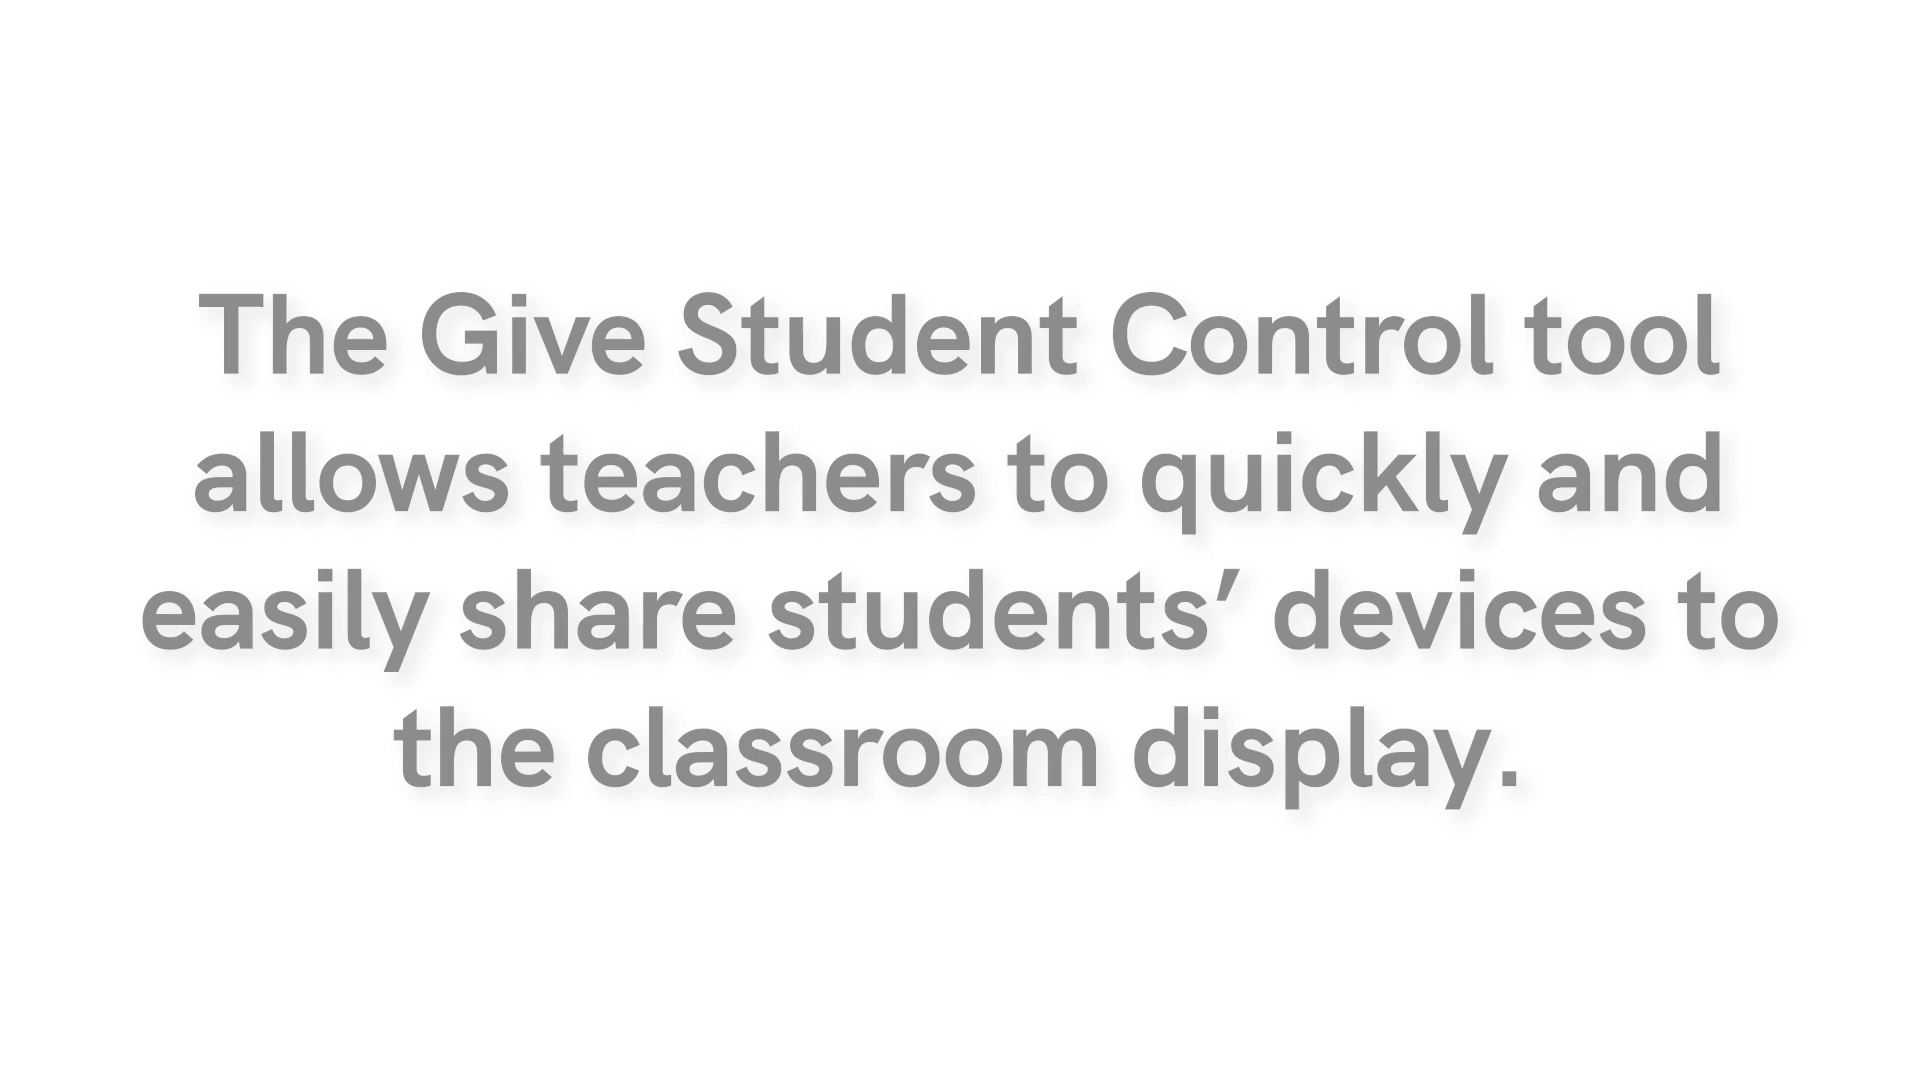 The Give Student Control tool
allows teachers to quickly and
easily share students’ devices to
the classroom display.